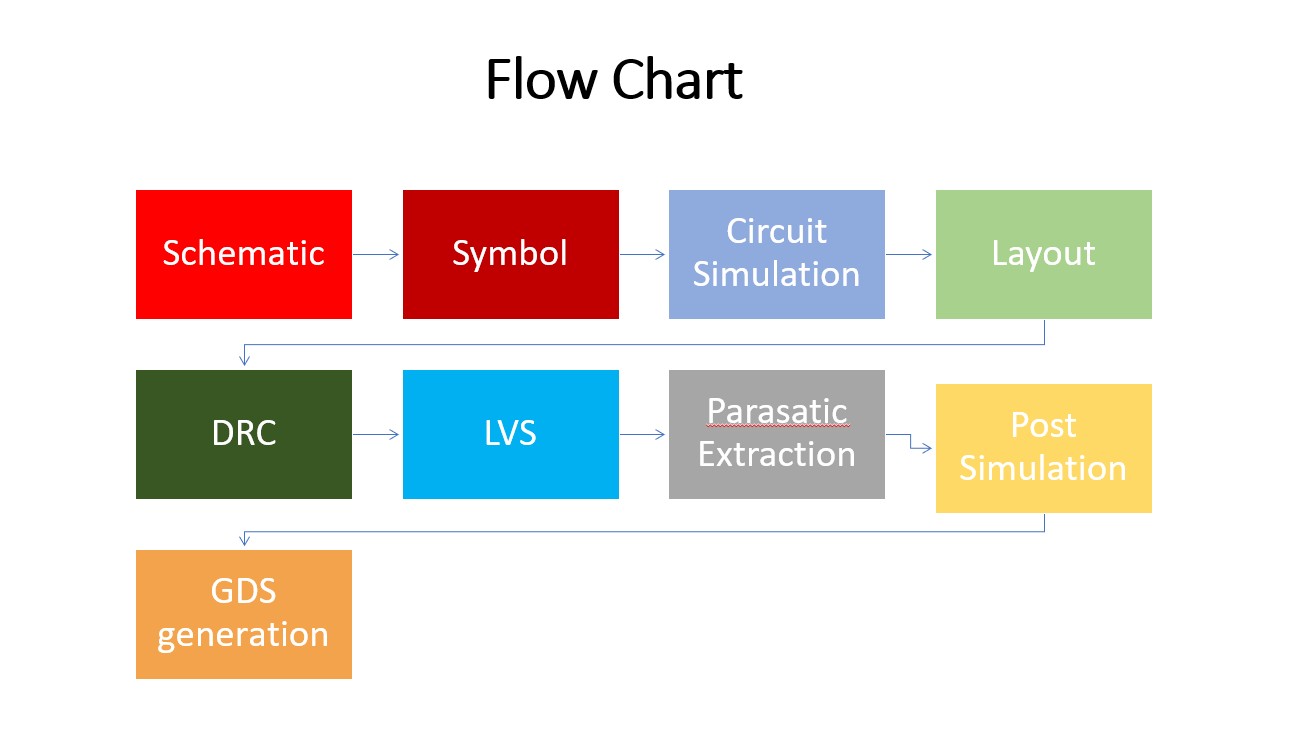 Flow Chart
Schematic
Symbol
Circuit
Simulation
Layout
DRC
LVS
Parasatic
Extraction
Post
Simulation
GDS
generation